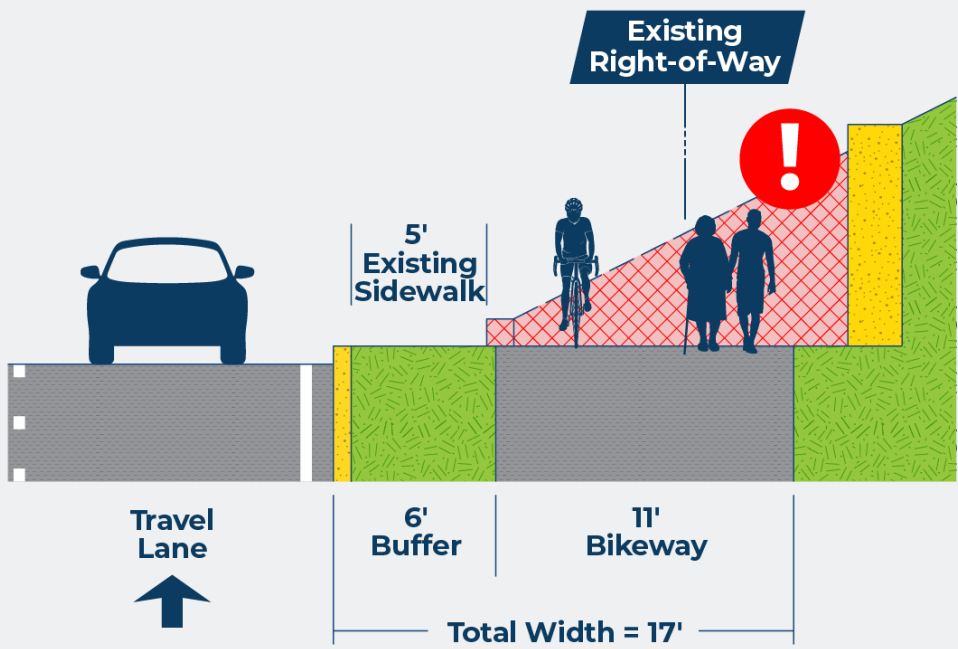 Existing
Right-of-Way
!
5'
Existing
Sidewalk
Travel
Lane
6'
Buffer
11'
Bikeway
Total Width = 17'